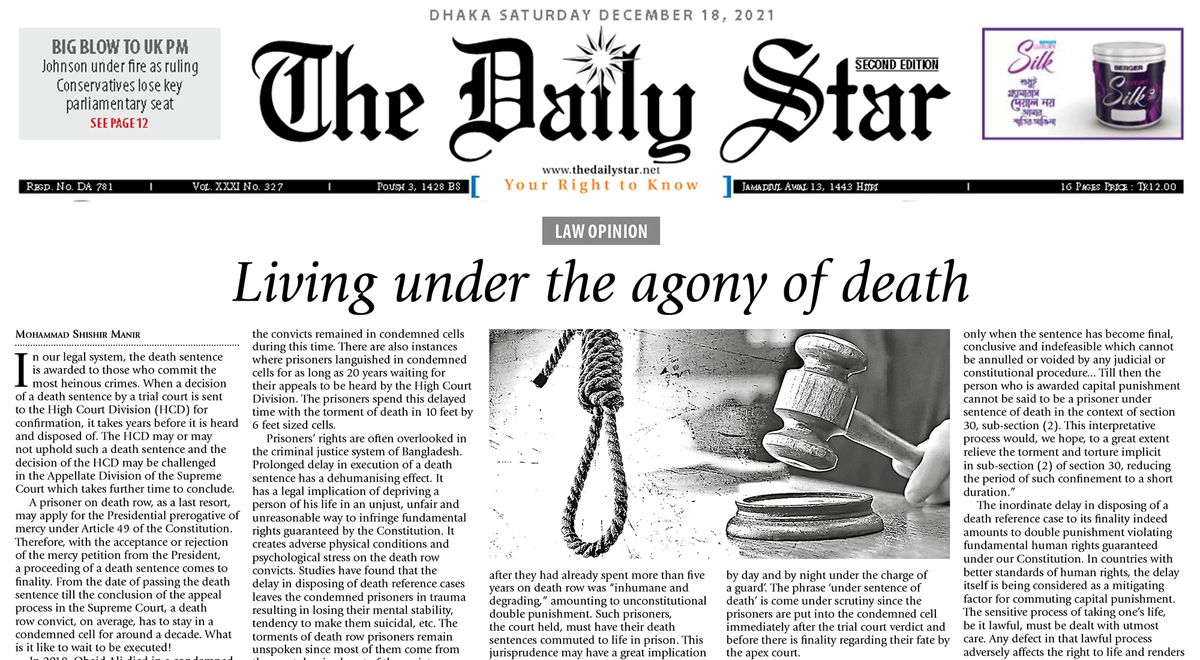 DHAKA SATURDAY DECEMBER 18, 2021
BIG BLOW TO UK PM
Johnson under fire as ruling
Conservatives lose key
parliamentary seat
SEE PAGE 12
The Daily Star
SECOND EDITION
www.thedailystar.net
Your Right to Know
BERGER
LUXURY
Silk
শুধুই
গ্ল্যামারাস
দেয়াল নয়
BERGER
LUXURY
Silk
REGD. NO. DA 781 | VOL. XXXI NO. 327 POUSH 3, 1428 BS
JAMADIUL AWAL 13, 1443 HIJRI | 16 PAGES PRICE : TK12.00
LAW OPINION
Living under the agony of death
MOHAMMAD SHISHIR MANIR
In our legal system, the death sentence
is awarded to those who commit the
most heinous crimes. When a decision
of a death sentence by a trial court is sent
to the High Court Division (HCD) for
confirmation, it takes years before it is heard
and disposed of. The HCD may or may
not uphold such a death sentence and the
decision of the HCD may be challenged
in the Appellate Division of the Supreme
Court which takes further time to conclude.
A prisoner on death row, as a last resort,
may apply for the Presidential prerogative of
mercy under Article 49 of the Constitution.
Therefore, with the acceptance or rejection
of the mercy petition from the President,
a proceeding of a death sentence comes to
finality. From the date of passing the death
sentence till the conclusion of the appeal
process in the Supreme Court, a death
row convict, on average, has to stay in a
condemned cell for around a decade. What
is it like to wait to be executed!
In 2018, Obaid Ali died in a condemned
the convicts remained in condemned cells
during this time. There are also instances
where prisoners languished in condemned
cells for as long as 20 years waiting for
their appeals to be heard by the High Court
Division. The prisoners spend this delayed
time with the torment of death in 10 feet by
6 feet sized cells.
Prisoners' rights are often overlooked in
the criminal justice system of Bangladesh.
Prolonged delay in execution of a death
sentence has a dehumanising effect. It
has a legal implication of depriving a
person of his life in an unjust, unfair and
unreasonable way to infringe fundamental
rights guaranteed by the Constitution. It
creates adverse physical conditions and
psychological stress on the death row
convicts. Studies have found that the
delay in disposing of death reference cases
leaves the condemned prisoners in trauma
resulting in losing their mental stability,
tendency to make them suicidal, etc. The
torments of death row prisoners remain
unspoken since most of them come from
after they had already spent more than five
years on death row was "inhumane and
degrading," amounting to unconstitutional
double punishment. Such prisoners,
the court held, must have their death
sentences commuted to life in prison. This
jurisprudence may have a great implication
by day and by night under the charge of
a guard'. The phrase 'under sentence of
death' is come under scrutiny since the
prisoners are put into the condemned cell
immediately after the trial court verdict and
before there is finality regarding their fate by
the apex court.
only when the sentence has become final,
conclusive and indefeasible which cannot
be annulled or voided by any judicial or
constitutional procedure... Till then the
person who is awarded capital punishment
cannot be said to be a prisoner under
sentence of death in the context of section
30, sub-section (2). This interpretative
process would, we hope, to a great extent
relieve the torment and torture implicit
in sub-section (2) of section 30, reducing
the period of such confinement to a short
duration."
The inordinate delay in disposing of a
death reference case to its finality indeed
amounts to double punishment violating
fundamental human rights guaranteed
under our Constitution. In countries with
better standards of human rights, the delay
itself is being considered as a mitigating
factor for commuting capital punishment.
The sensitive process of taking one's life,
be it lawful, must be dealt with utmost
care. Any defect in that lawful process
adversely affects the right to life and renders